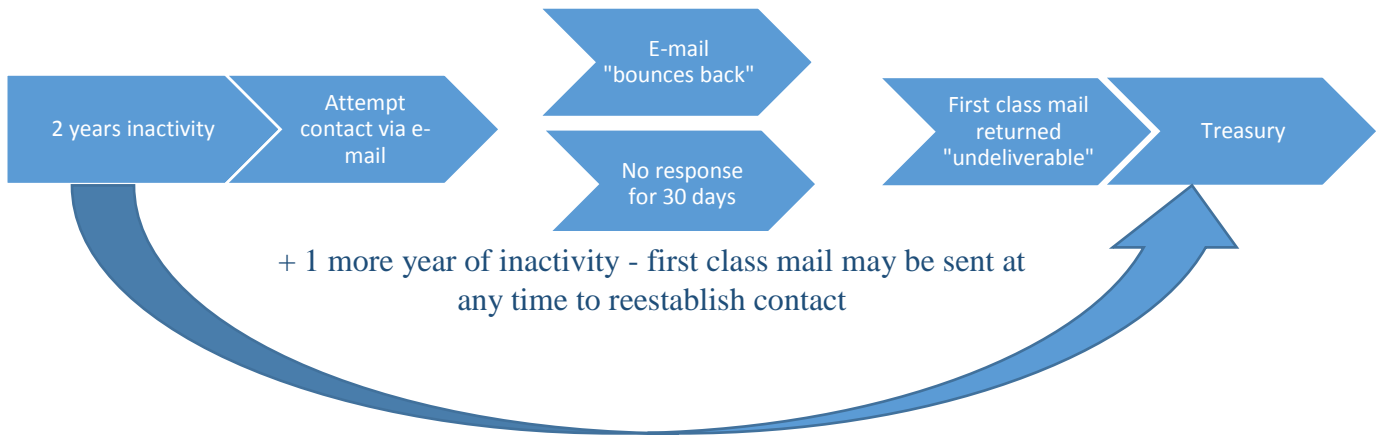 2 years inactivity
Attempt
contact via e-
mail
E-mail
"bounces back"
No response
for 30 days
First class mail
returned
"undeliverable"
Treasury
+ 1 more year of inactivity - first class mail may be sent at
any time to reestablish contact